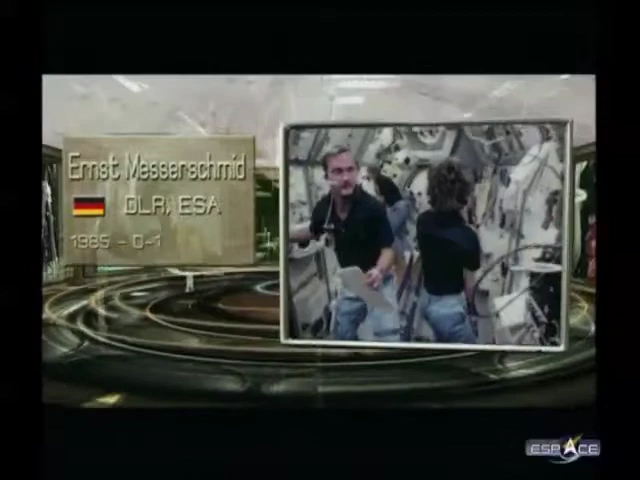 Ernst Messerschmid
DLR, ESA
1985 - D-1
ESPACE